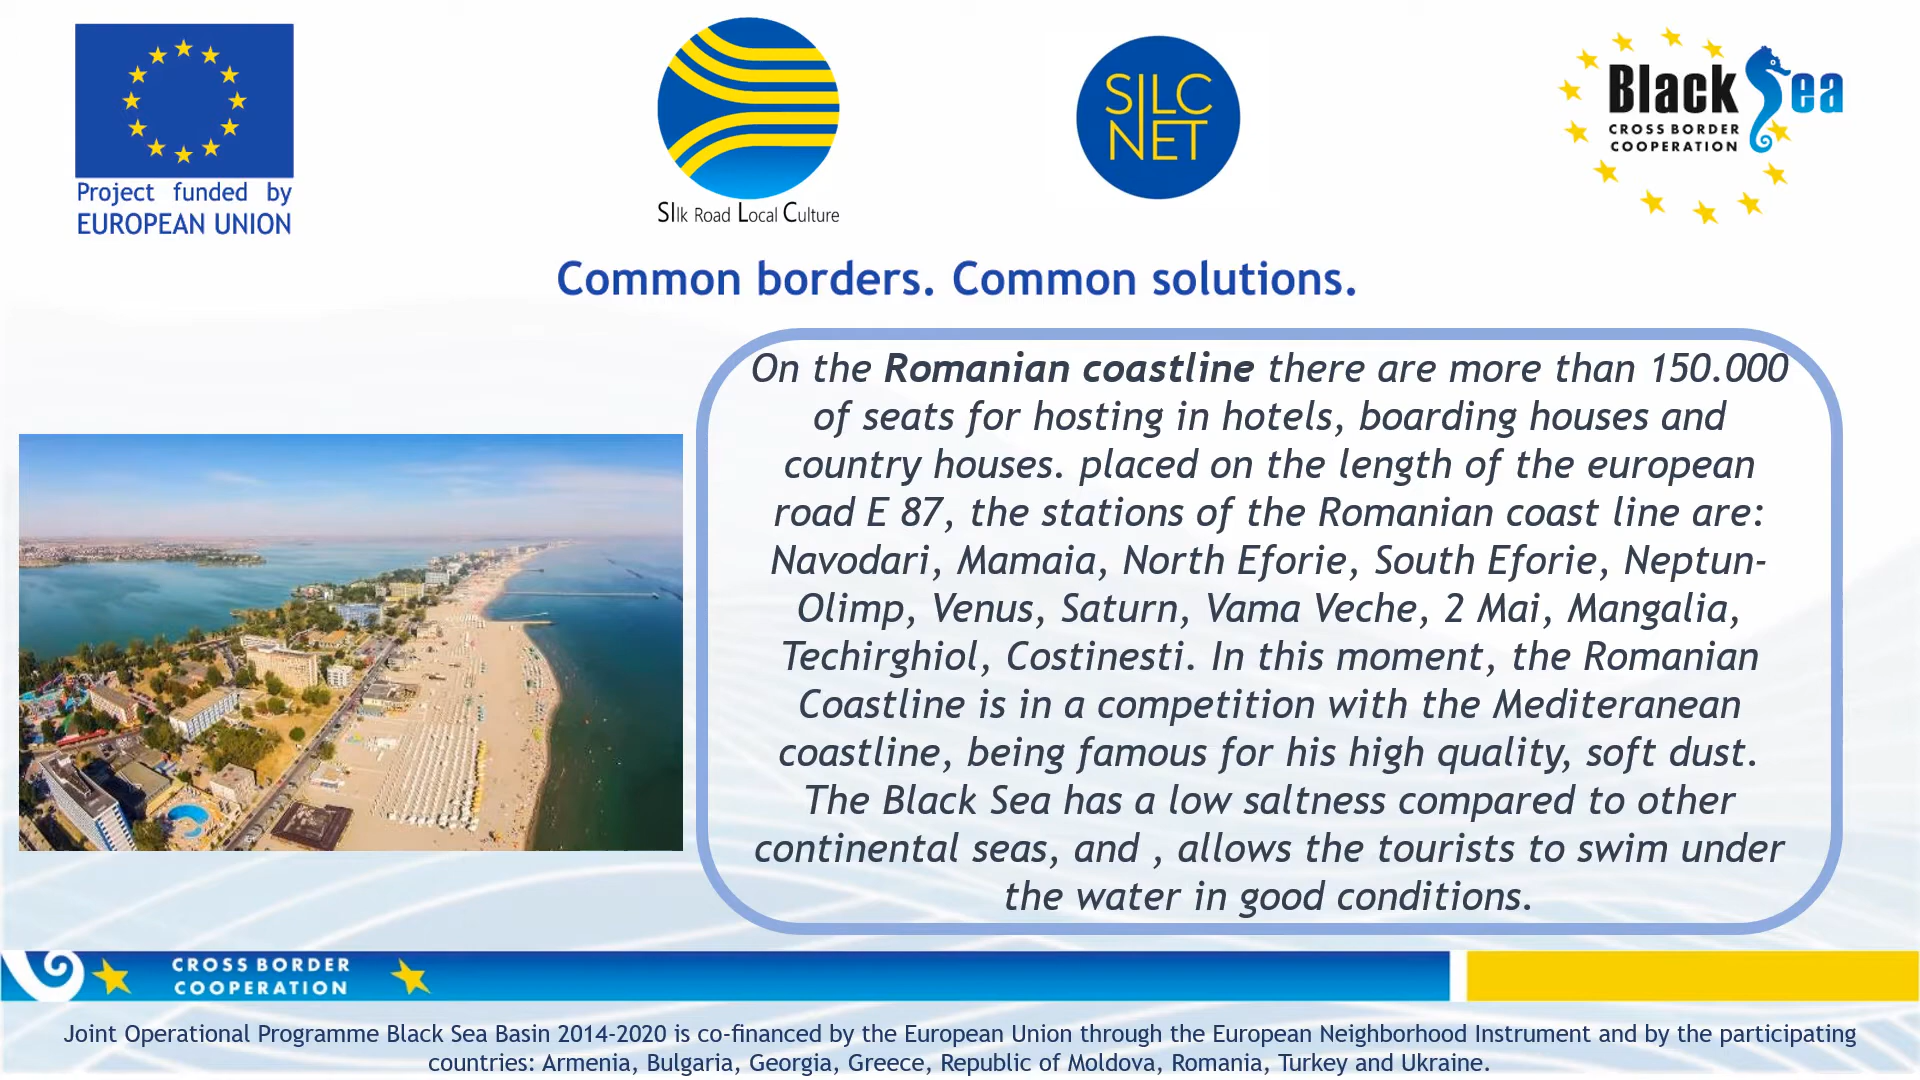 Project funded by
EUROPEAN UNION
SIlk Road Local Culture
SILC
NET
Black Sea
CROSS BORDER
COOPERATION
Common borders. Common solutions.
On the Romanian coastline there are more than 150.000
of seats for hosting in hotels, boarding houses and
country houses. placed on the length of the european
road E 87, the stations of the Romanian coast line are:
Navodari, Mamaia, North Eforie, South Eforie, Neptun-
Olimp, Venus, Saturn, Vama Veche, 2 Mai, Mangalia,
Techirghiol, Costinesti. In this moment, the Romanian
Coastline is in a competition with the Mediteranean
coastline, being famous for his high quality, soft dust.
The Black Sea has a low saltness compared to other
continental seas, and , allows the tourists to swim under
the water in good conditions.
CROSS BORDER
COOPERATION
Joint Operational Programme Black Sea Basin 2014-2020 is co-financed by the European Union through the European Neighborhood Instrument and by the participating
countries: Armenia, Bulgaria, Georgia, Greece, Republic of Moldova, Romania, Turkey and Ukraine.